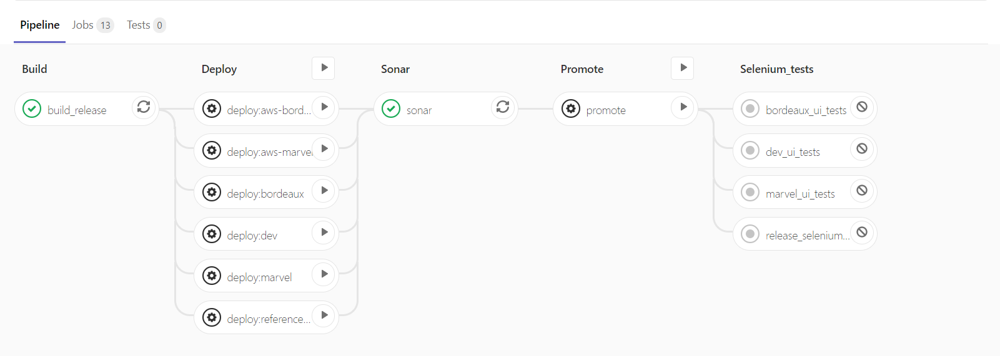 Pipeline Jobs 13 Tests 0
Build Deploy Sonar Promote Selenium_tests
build_release deploy:aws-bord... sonar promote bordeaux_ui_tests
deploy:aws-marvel dev_ui_tests
deploy:bordeaux marvel_ui_tests
deploy:dev release_selenium...
deploy:marvel
deploy:reference...